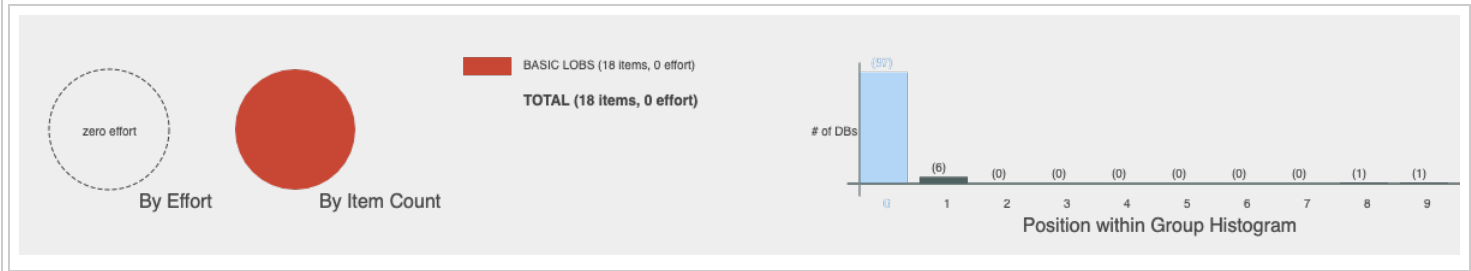 zero effort
By Effort
By Item Count
BASIC LOBS (18 items, 0 effort)
TOTAL (18 items, 0 effort)
# of DBs
(6)
(0)
(0)
(0)
(0)
(0)
(0)
(1)
(1)
0
1
2
3
4
5
6
7
8
9
Position within Group Histogram